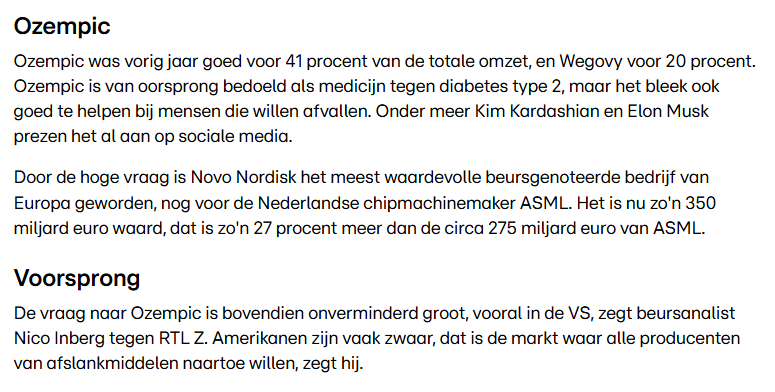 Ozempic
Ozempic was vorig jaar goed voor 41 procent van de totale omzet, en Wegovy voor 20 procent.
Ozempic is van oorsprong bedoeld als medicijn tegen diabetes type 2, maar het bleek ook
goed te helpen bij mensen die willen afvallen. Onder meer Kim Kardashian en Elon Musk
prezen het al aan op sociale media.
Door de hoge vraag is Novo Nordisk het meest waardevolle beursgenoteerde bedrijf van
Europa geworden, nog voor de Nederlandse chipmachinemaker ASML. Het is nu zo'n 350
miljard euro waard, dat is zo'n 27 procent meer dan de circa 275 miljard euro van ASML.
Voorsprong
De vraag naar Ozempic is bovendien onverminderd groot, vooral in de VS, zegt beursanalist
Nico Inberg tegen RTL Z. Amerikanen zijn vaak zwaar, dat is de markt waar alle producenten
van afslankmiddelen naartoe willen, zegt hij.